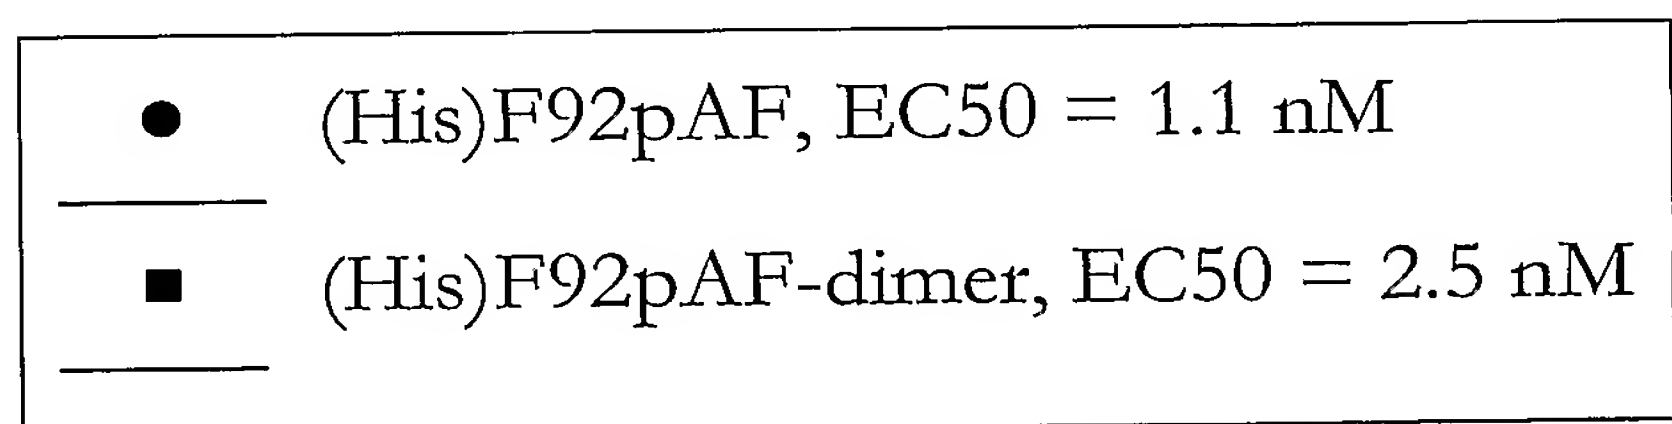 (His)F92pAF, EC50 = 1.1 nM
(His)F92pAF-dimer, EC50 = 2.5 nM